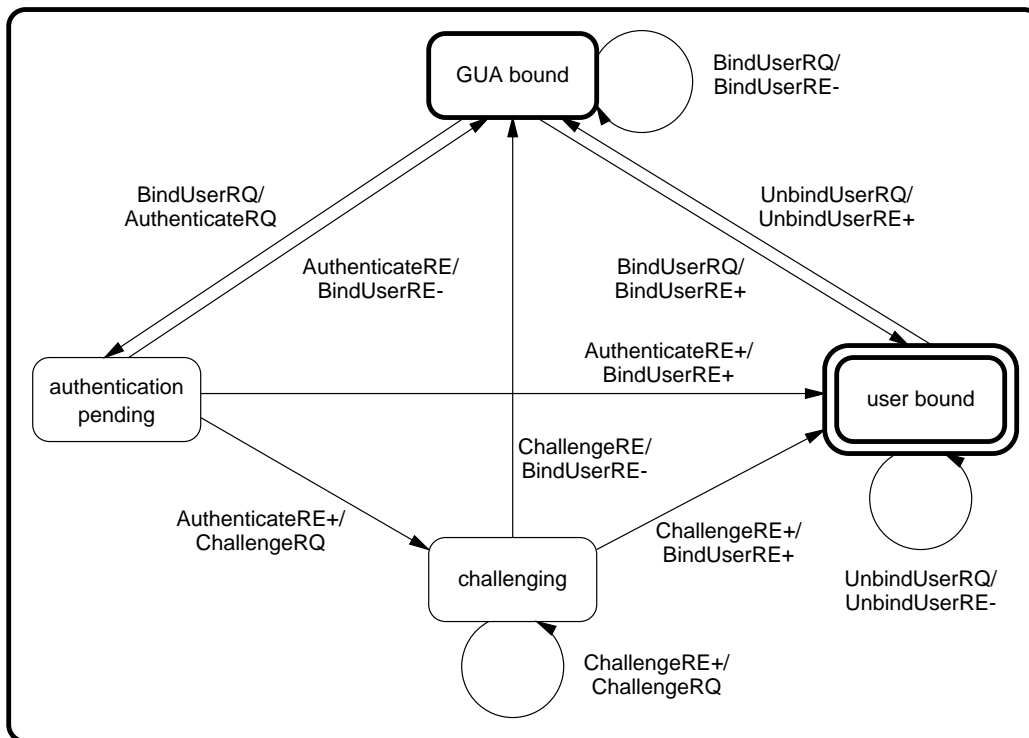 GUA bound
BindUserRQ/
BindUserRE-
BindUserRQ/
AuthenticateRQ
UnbindUserRQ/
UnbindUserRE+
AuthenticateRE/
BindUserRE-
BindUserRQ/
BindUserRE+
AuthenticateRE+/
BindUserRE+
authentication
pending
user bound
ChallengeRE/
BindUserRE-
AuthenticateRE+/
ChallengeRQ
ChallengeRE+/
BindUserRE+
challenging
UnbindUserRQ/
UnbindUserRE-
ChallengeRE+/
ChallengeRQ